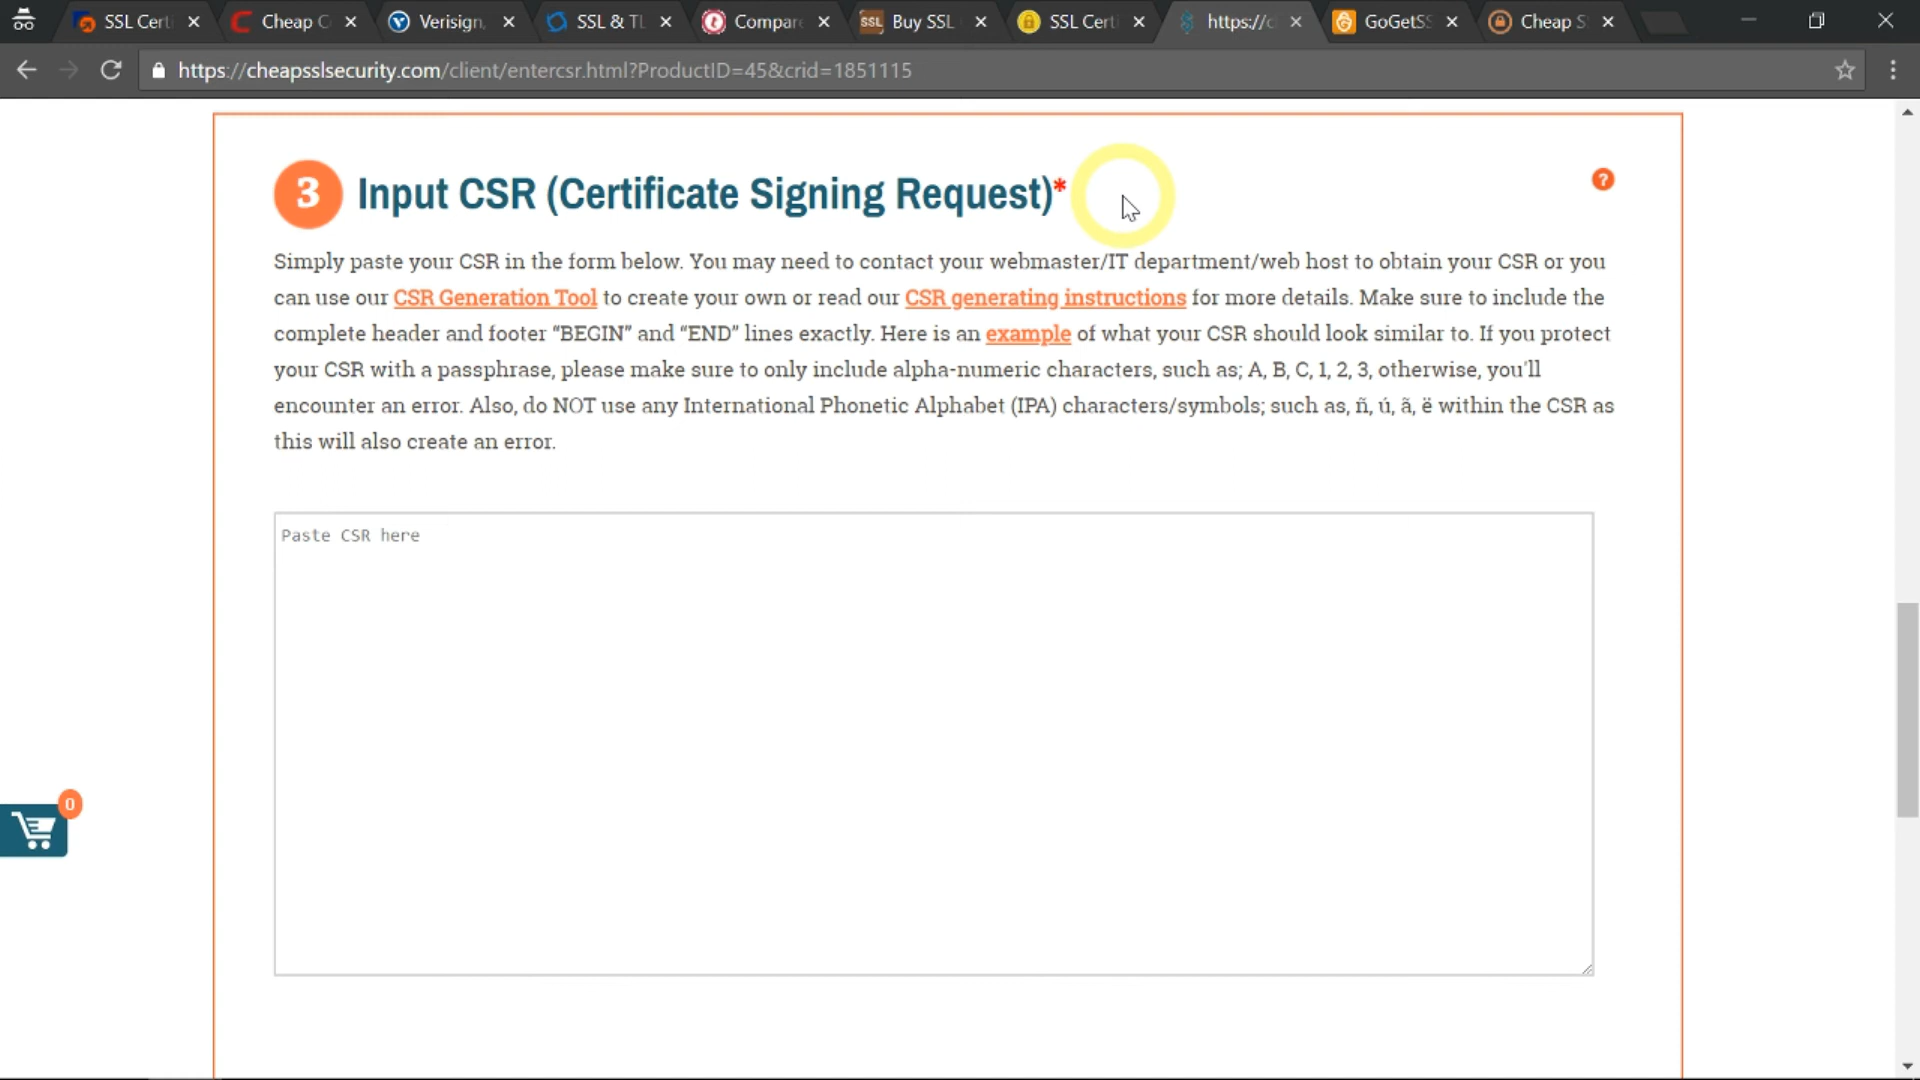 SSL Certi
Cheap C
Verisign,
SSL & TL
Compare
SSL
Buy SSL
SSL Certi
https://c
GoGetSS
Cheap S
https://cheapsslsecurity.com/client/entercsr.html?ProductID=45&crid=1851115
3
Input CSR (Certificate Signing Request)*
?
Simply paste your CSR in the form below. You may need to contact your webmaster/IT department/web host to obtain your CSR or you
can use our CSR Generation Tool to create your own or read our CSR generating instructions for more details. Make sure to include the
complete header and footer “BEGIN” and “END” lines exactly. Here is an example of what your CSR should look similar to. If you protect
your CSR with a passphrase, please make sure to only include alpha-numeric characters, such as; A, B, C, 1, 2, 3, otherwise, you'll
encounter an error. Also, do NOT use any International Phonetic Alphabet (IPA) characters/symbols; such as, ñ, ú, ã, ë within the CSR as
this will also create an error.
Paste CSR here
0